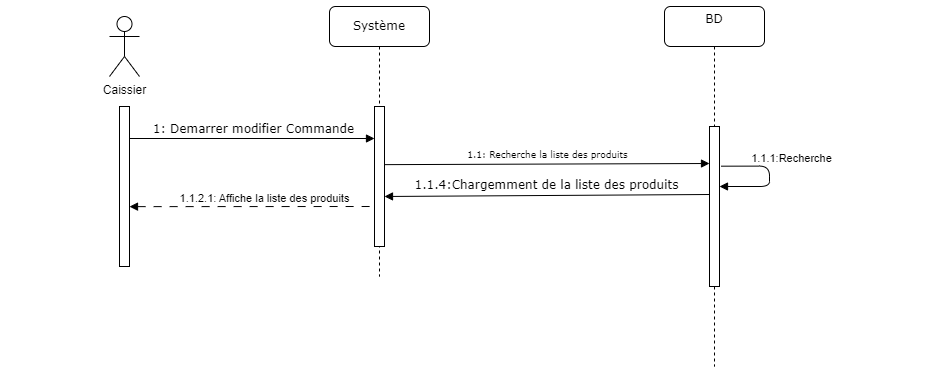 Système
BD
Caissier
1: Demarrer modifier Commande
1.1: Recherche la liste des produits
1.1.1:Recherche
1.1.4:Chargemment de la liste des produits
1.1.2.1: Affiche la liste des produits